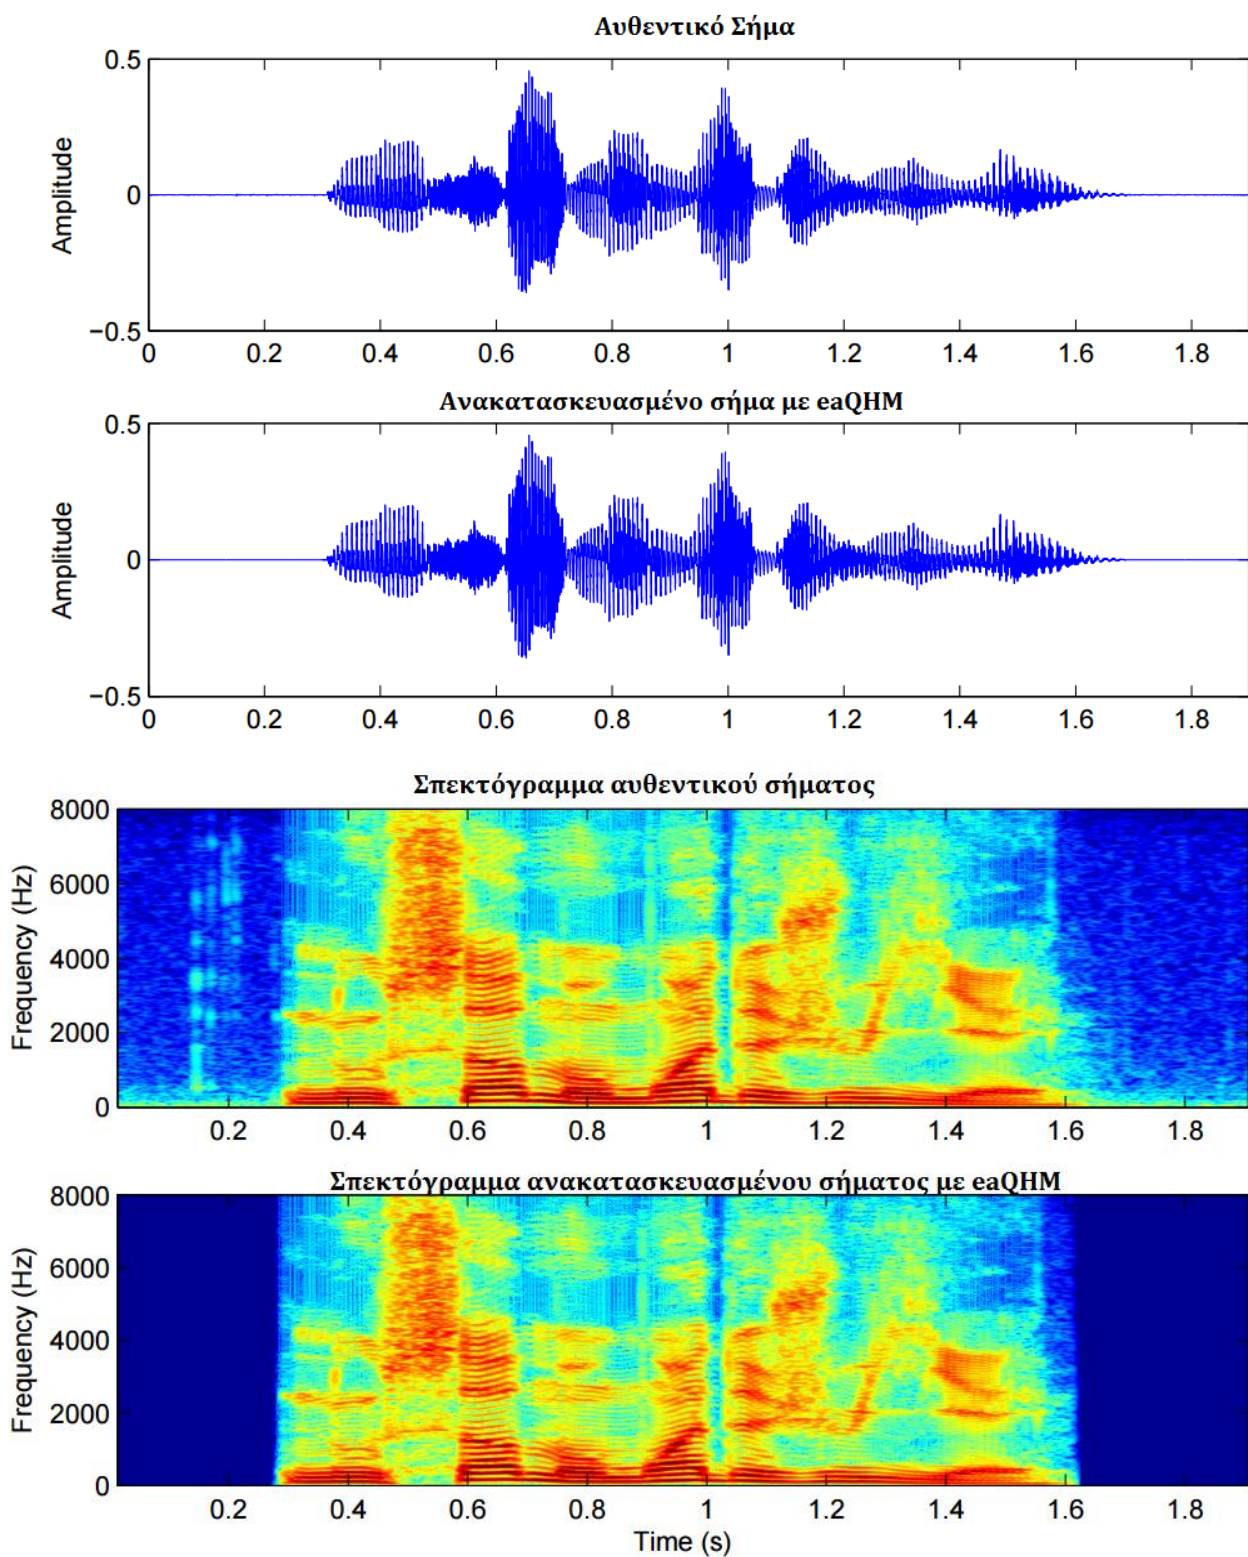 Αυθεντικό Σήμα
0.5
0
−0.5
Amplitude
0 0.2 0.4 0.6 0.8 1 1.2 1.4 1.6 1.8
Ανακατασκευασμένο σήμα με eaQHM
0.5
0
−0.5
Amplitude
0 0.2 0.4 0.6 0.8 1 1.2 1.4 1.6 1.8
Σπεκτόγραμμα αυθεντικού σήματος
8000
6000
4000
2000
0
Frequency (Hz)
0.2 0.4 0.6 0.8 1 1.2 1.4 1.6 1.8
Σπεκτόγραμμα ανακατασκευασμένου σήματος με eaQHM
8000
6000
4000
2000
0
Frequency (Hz)
0.2 0.4 0.6 0.8 1 1.2 1.4 1.6 1.8
Time (s)